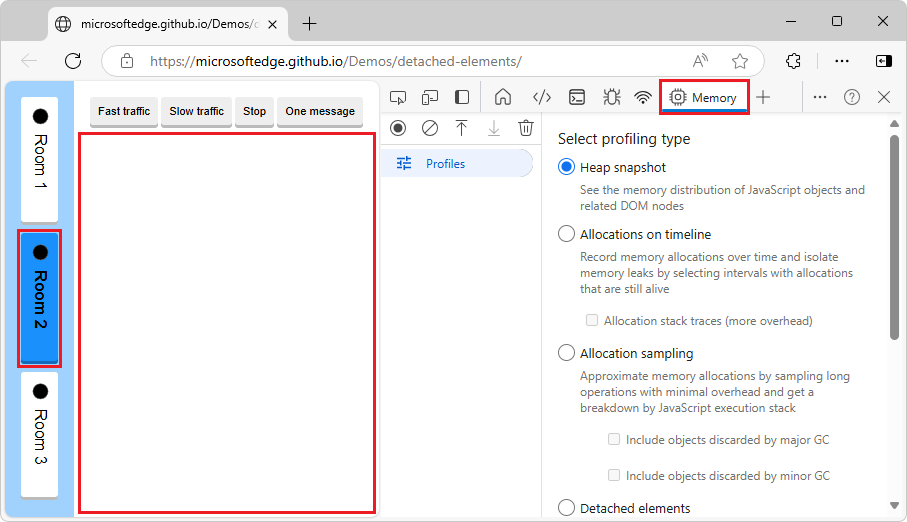 microsoftedge.github.io/Demos/
https://microsoftedge.github.io/Demos/detached-elements/
Room 1
Room 2
Room 3
Fast traffic
Slow traffic
Stop
One message
Memory
Profiles
Select profiling type
Heap snapshot
See the memory distribution of JavaScript objects and
related DOM nodes
Allocations on timeline
Record memory allocations over time and isolate
memory leaks by selecting intervals with allocations
that are still alive
Allocation stack traces (more overhead)
Allocation sampling
Approximate memory allocations by sampling long
operations with minimal overhead and get a
breakdown by JavaScript execution stack
Include objects discarded by major GC
Include objects discarded by minor GC
Detached elements